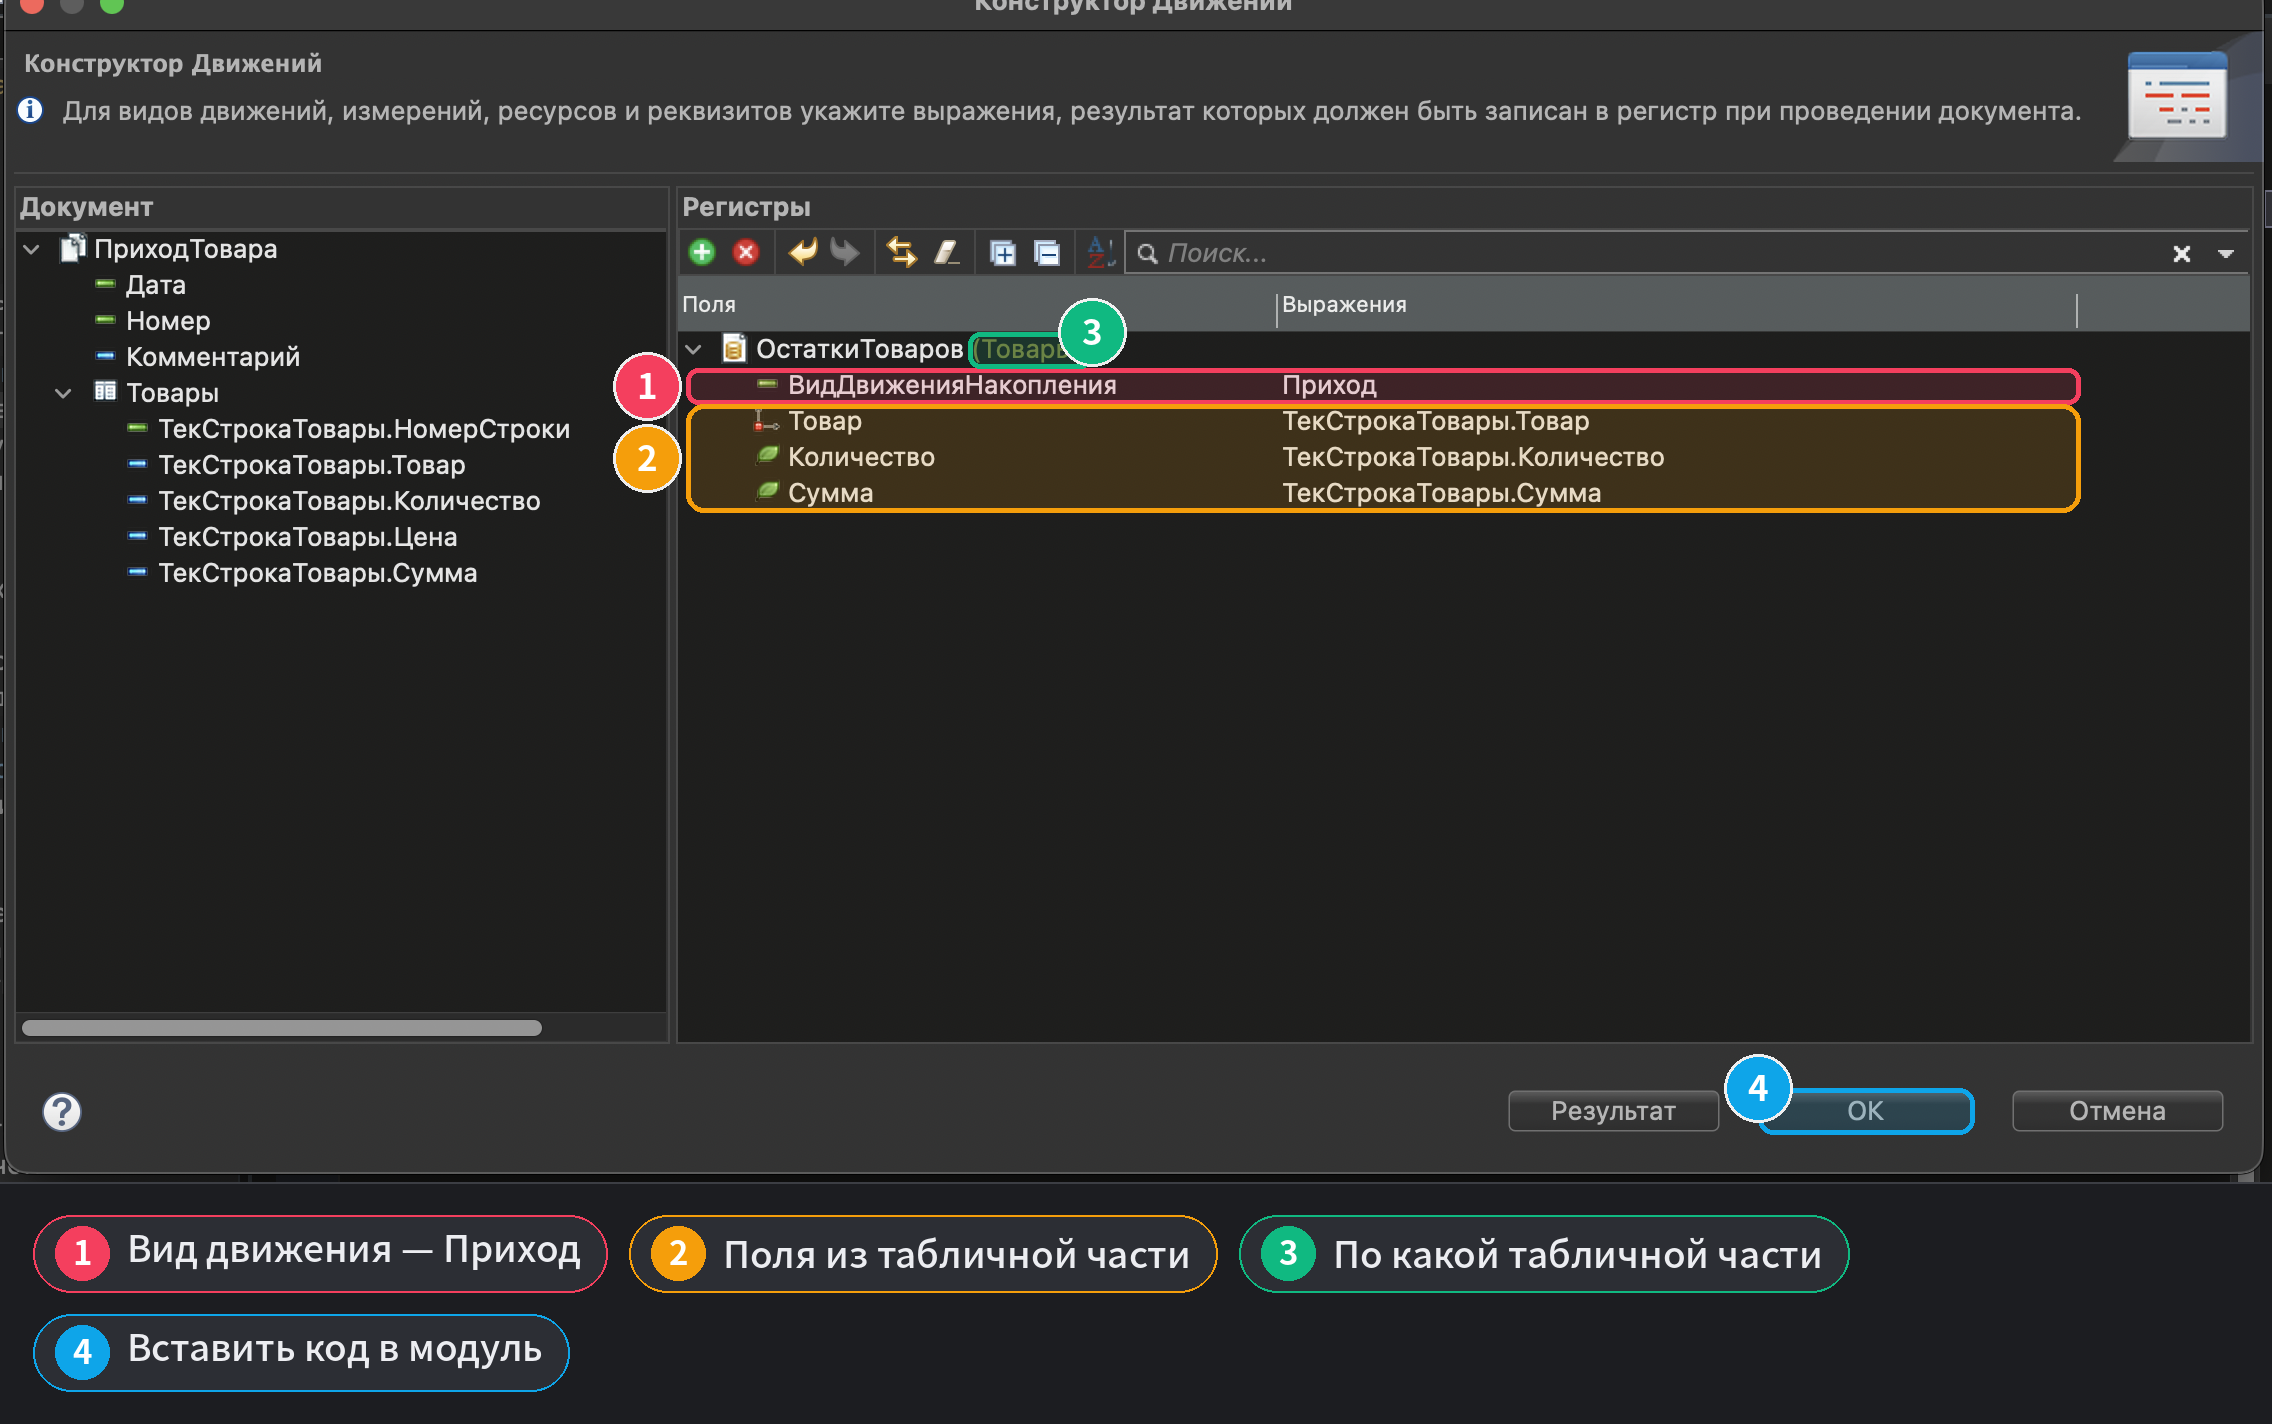 Конструктор Движений
Конструктор Движений
Для видов движений, измерений, ресурсов и реквизитов укажите выражения, результат которых должен быть записан в регистр при проведении документа.
Документ
ПриходТовара
Дата
Номер
Комментарий
Товары
ТекСтрокаТовары.НомерСтроки
ТекСтрокаТовары.Товар
ТекСтрокаТовары.Количество
ТекСтрокаТовары.Цена
ТекСтрокаТовары.Сумма
Регистры
Поиск...
Поля Выражения
ОстаткиТоваров 3
1 ВидДвиженияНакопления Приход
Товар ТекСтрокаТовары.Товар
2 Количество ТекСтрокаТовары.Количество
Сумма ТекСтрокаТовары.Сумма
? Результат 4 ОК Отмена
1 Вид движения — Приход
2 Поля из табличной части
3 По какой табличной части
4 Вставить код в модуль